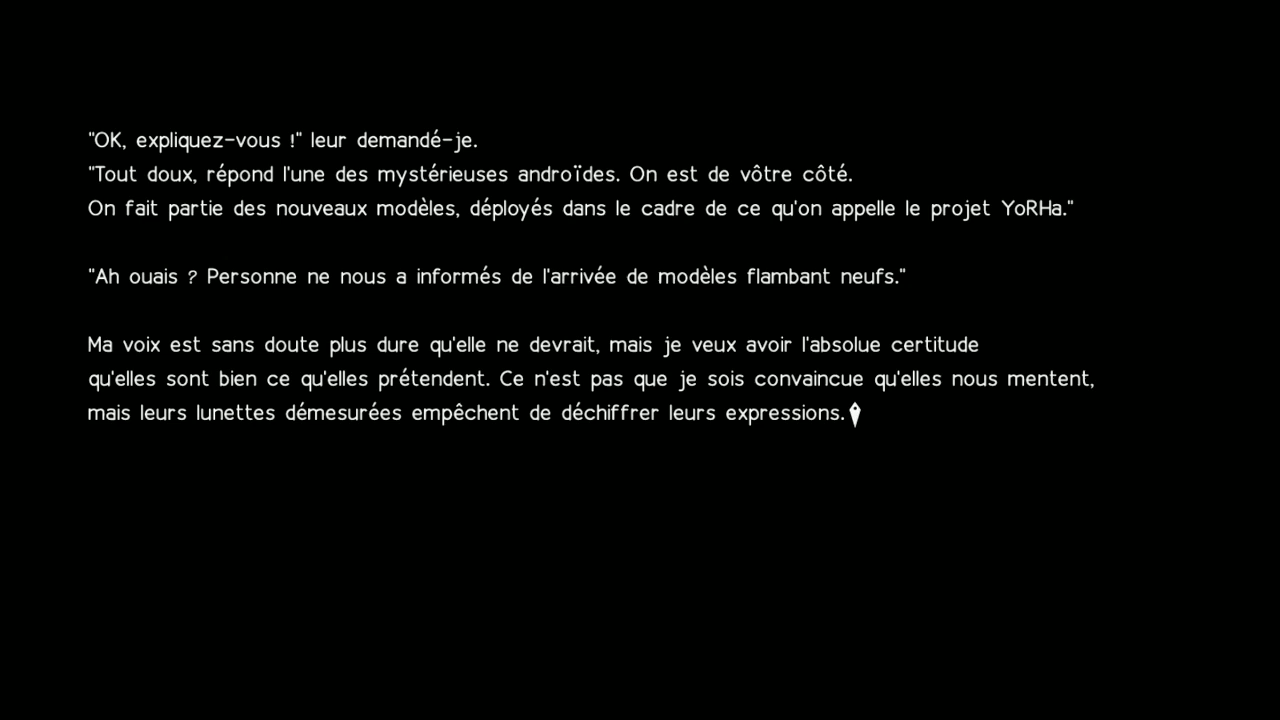 "OK, expliquez-vous !" leur demandé-je.
"Tout doux, répond l'une des mystérieuses androïdes. On est de vôtre côté.
On fait partie des nouveaux modèles, déployés dans le cadre de ce qu'on appelle le projet YoRHa."
"Ah ouais ? Personne ne nous a informés de l'arrivée de modèles flambant neufs."
Ma voix est sans doute plus dure qu'elle ne devrait, mais je veux avoir l'absolue certitude
qu'elles sont bien ce qu'elles prétendent. Ce n'est pas que je sois convaincue qu'elles nous mentent,
mais leurs lunettes démesurées empêchent de déchiffrer leurs expressions.